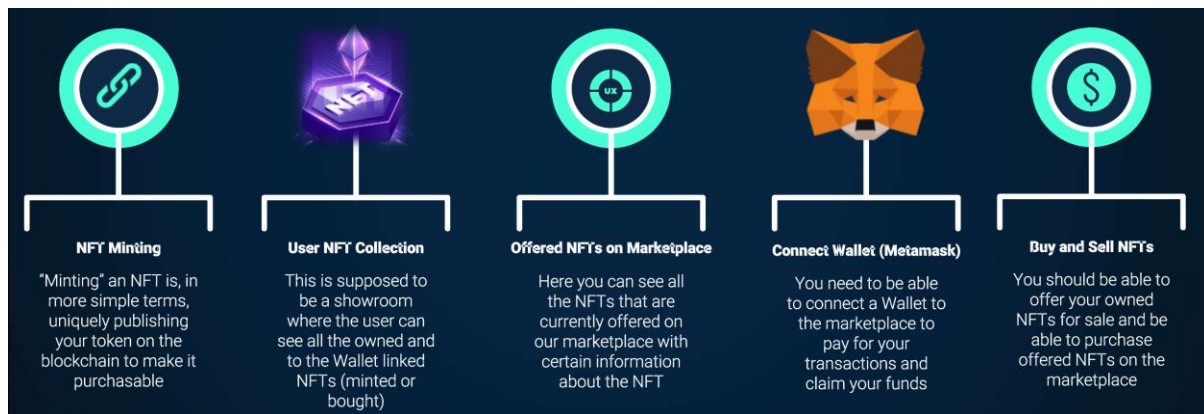 NFT
UX
$
NFT Minting
"Minting" an NFT is, in
more simple terms,
uniquely publishing
your token on the
blockchain to make it
purchasable
User NFT Collection
This is supposed to
be a showroom
where the user can
see all the owned and
to the Wallet linked
NFTs (minted or
bought)
Offered NFTs on Marketplace
Here you can see all
the NFTs that are
currently offered on
our marketplace with
certain information
about the NFT
Connect Wallet (Metamask)
You need to be able
to connect a Wallet to
the marketplace to
pay for your
transactions and
claim your funds
Buy and Sell NFTs
You should be able to
offer your owned
NFTs for sale and be
able to purchase
offered NFTs on the
marketplace